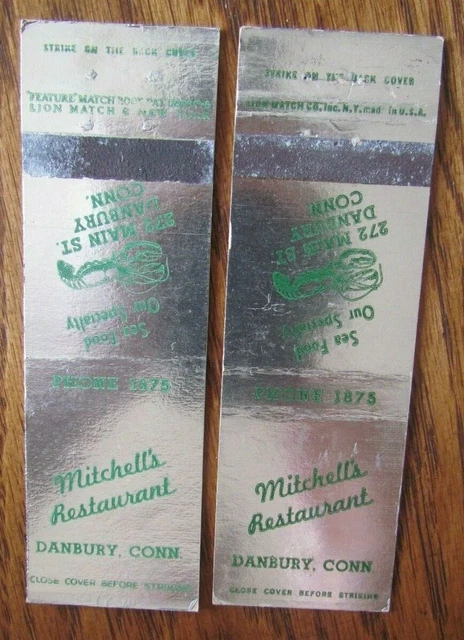 STRIKE ON THE BACK COVER
"FEATURE" MATCH BOOK PAT.
LION MATCH
272 MAIN ST.
DANBURY
CONN.
Sea Food
Our Specialty
PHONE 1875
Mitchell's
Restaurant
DANBURY, CONN.
CLOSE COVER BEFORE STRIKING
STRIKE ON THE BACK COVER
LION MATCH CO., Inc. N.Y. made in U.S.A.
272 MAIN ST.
DANBURY
CONN.
Sea Food
Our Specialty
PHONE 1875
Mitchell's
Restaurant
DANBURY, CONN.
CLOSE COVER BEFORE STRIKING